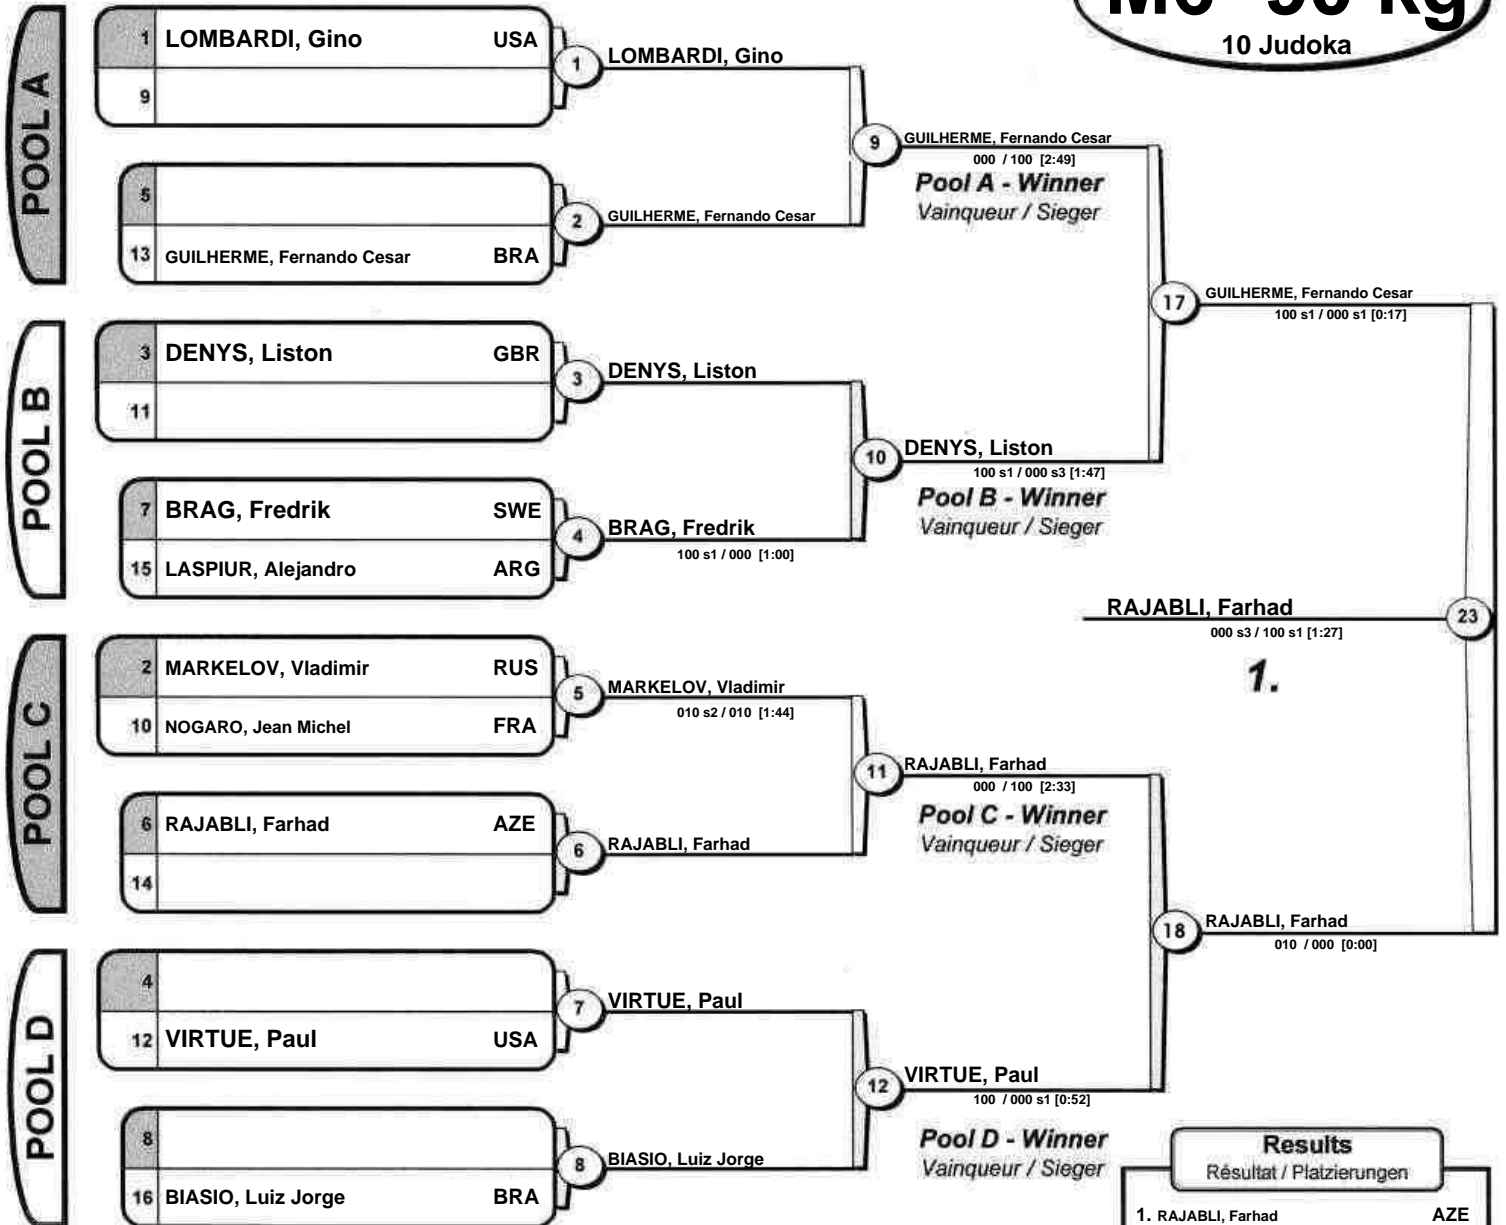 10 Judoka
POOL A
1 LOMBARDI, Gino USA
9
1 LOMBARDI, Gino
5
13 GUILHERME, Fernando Cesar BRA
2 GUILHERME, Fernando Cesar
9 GUILHERME, Fernando Cesar
000 / 100 [2:49]
Pool A - Winner
Vainqueur / Sieger
POOL B
3 DENYS, Liston GBR
11
3 DENYS, Liston
7 BRAG, Fredrik SWE
15 LASPIUR, Alejandro ARG
4 BRAG, Fredrik
100 s1 / 000 [1:00]
10 DENYS, Liston
100 s1 / 000 s3 [1:47]
Pool B - Winner
Vainqueur / Sieger
17 GUILHERME, Fernando Cesar
100 s1 / 000 s1 [0:17]
POOL C
2 MARKELOV, Vladimir RUS
10 NOGARO, Jean Michel FRA
5 MARKELOV, Vladimir
010 s2 / 010 [1:44]
6 RAJABLI, Farhad AZE
14
6 RAJABLI, Farhad
11 RAJABLI, Farhad
000 / 100 [2:33]
Pool C - Winner
Vainqueur / Sieger
POOL D
4
12 VIRTUE, Paul USA
7 VIRTUE, Paul
8
16 BIASIO, Luiz Jorge BRA
8 BIASIO, Luiz Jorge
12 VIRTUE, Paul
100 / 000 s1 [0:52]
Pool D - Winner
Vainqueur / Sieger
18 RAJABLI, Farhad
010 / 000 [0:00]
RAJABLI, Farhad 23
000 s3 / 100 s1 [1:27]
1.
Results
Résultat / Platzierungen
1. RAJABLI, Farhad AZE